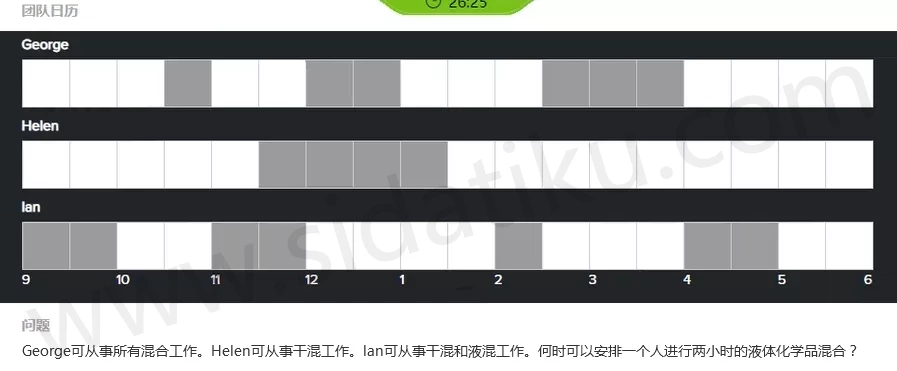 团队日历
26:25
George
Helen
Ian
9 10 11 12 1 2 3 4 5 6
www.sidatiku.com
问题
George可从事所有混合工作。Helen可从事干混工作。Ian可从事干混和液混工作。何时可以安排一个人进行两小时的液体化学品混合？